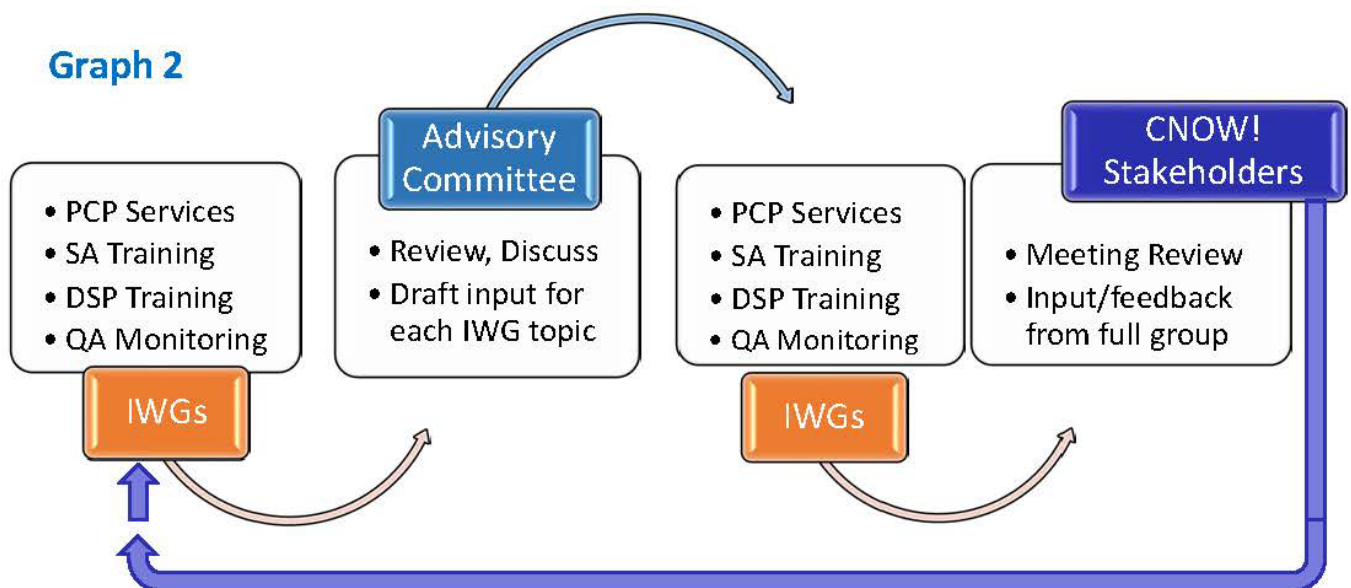 Graph 2
• PCP Services
• SA Training
• DSP Training
• QA Monitoring
IWGs
Advisory
Committee
• Review, Discuss
• Draft input for
each IWG topic
• PCP Services
• SA Training
• DSP Training
• QA Monitoring
IWGs
CNOW!
Stakeholders
• Meeting Review
• Input/feedback
from full group